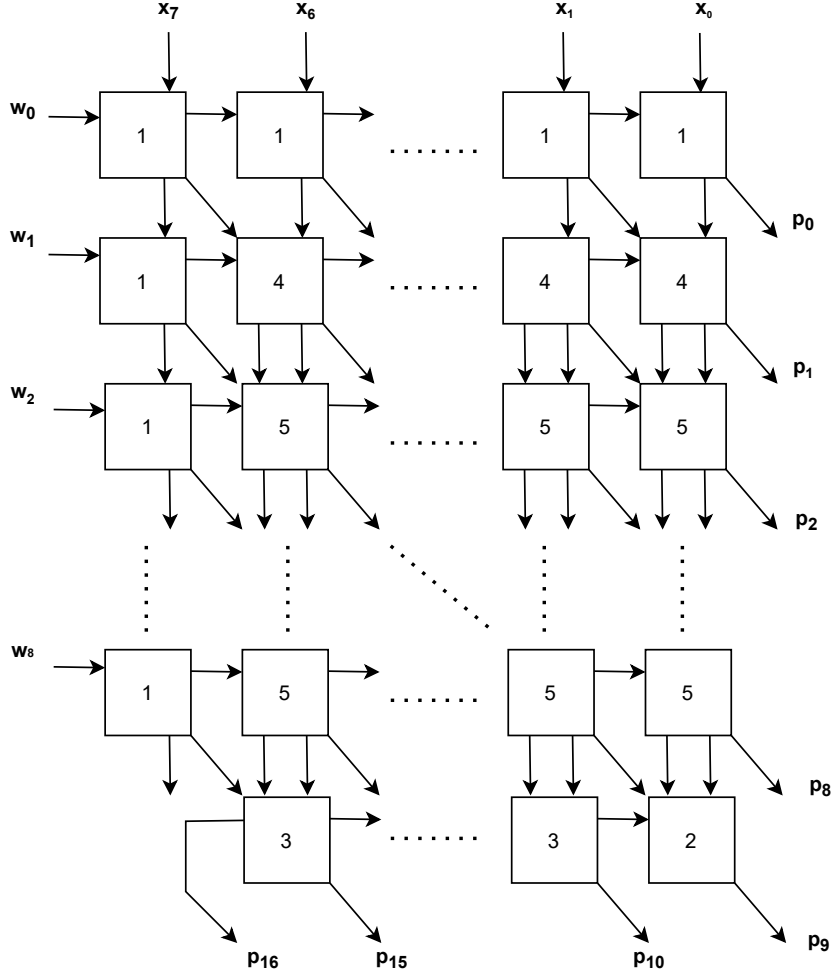 x₇ x₆ x₁ x₀
w₀ 1 1 ....... 1 1
p₀
w₁ 1 4 ....... 4 4
p₁
w₂ 1 5 ....... 5 5
p₂
w₈ 1 5 ....... 5 5
p₈
3 ....... 3 2
p₁₆ p₁₅ p₁₀ p₉